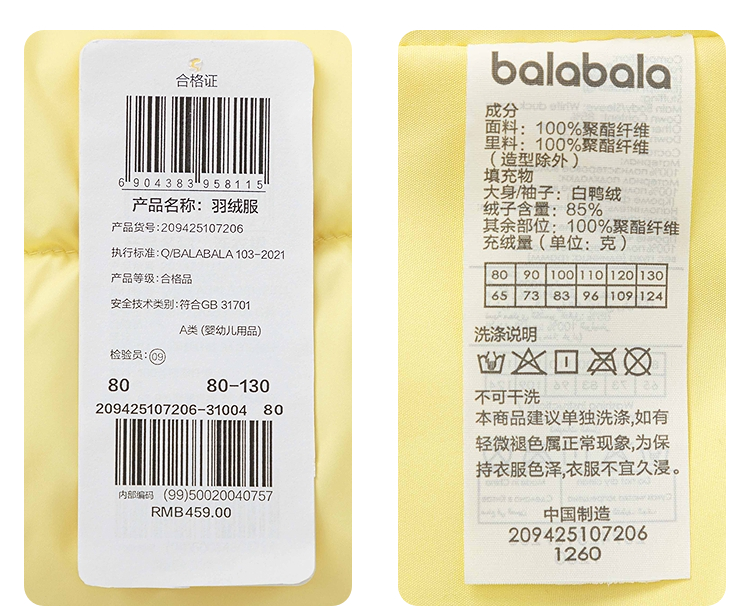 合格证
6 904383 958115
产品名称：羽绒服
产品货号：209425107206
执行标准：Q/BALABALA 103-2021
产品等级：合格品
安全技术类别：符合GB 31701
A类 (婴幼儿用品)
检验员：09
80 80-130
209425107206-31004 80
内部编码 (99)50020040757
RMB459.00
balabala
成分
面料：100%聚酯纤维
里料：100%聚酯纤维
（造型除外）
填充物
大身/袖子：白鸭绒
绒子含量：85%
其余部位：100%聚酯纤维
充绒量（单位：克）
80 90 100 110 120 130
65 73 83 96 109 124
洗涤说明
不可干洗
本商品建议单独洗涤,如有
轻微褪色属正常现象,为保
持衣服色泽,衣服不宜久浸。
中国制造
209425107206
1260